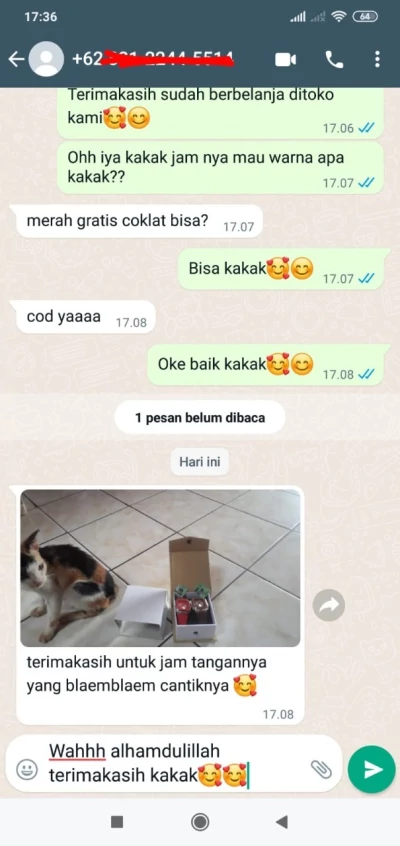 17:36
64
+62
Terimakasih sudah berbelanja ditoko
kami🥰😊
17.06
Ohh iya kakak jam nya mau warna apa
kakak??
17.07
merah gratis coklat bisa?
17.07
Bisa kakak🥰😊
17.07
cod yaaaa
17.08
Oke baik kakak🥰😊
17.08
1 pesan belum dibaca
Hari ini
terimakasih untuk jam tangannya
yang blaemblaem cantiknya 🥰
17.08
Wahhh alhamdulillah
terimakasih kakak🥰🥰